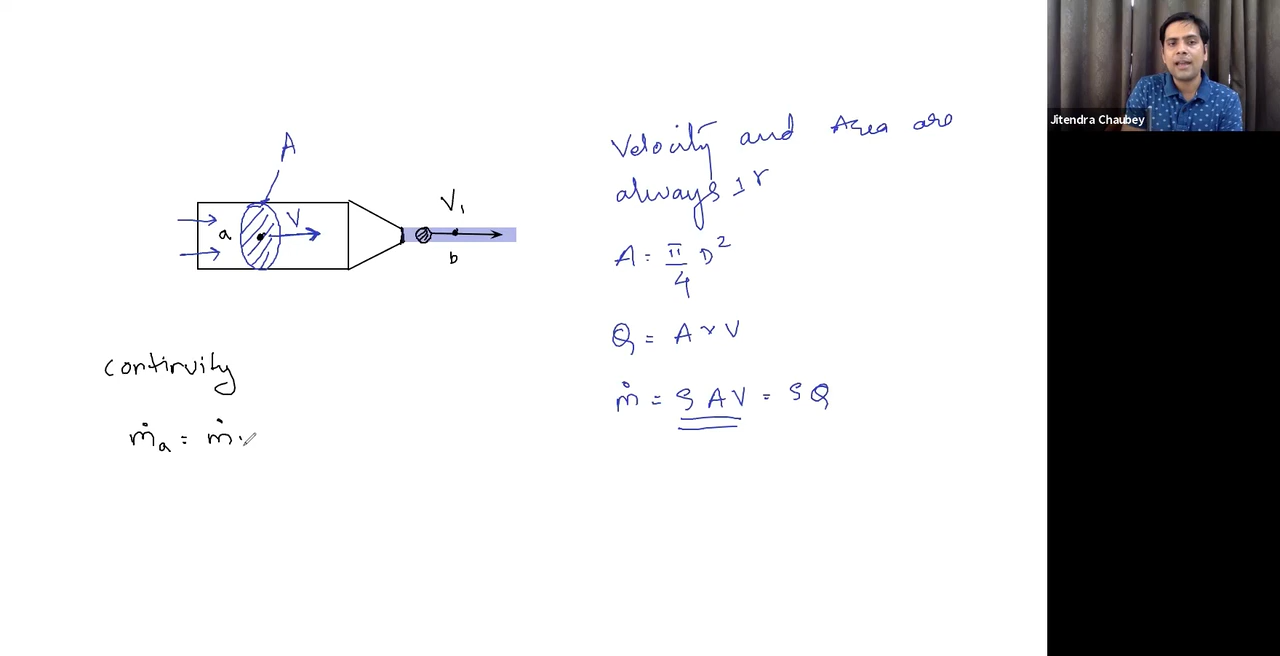 Jitendra Chaubey
A
V
a
V₁
b
Velocity and Area are
always ⊥r
A = π/4 D²
Q = A × V
ṁ = ρ A V = ρ Q
continuity
ṁₐ = ṁ